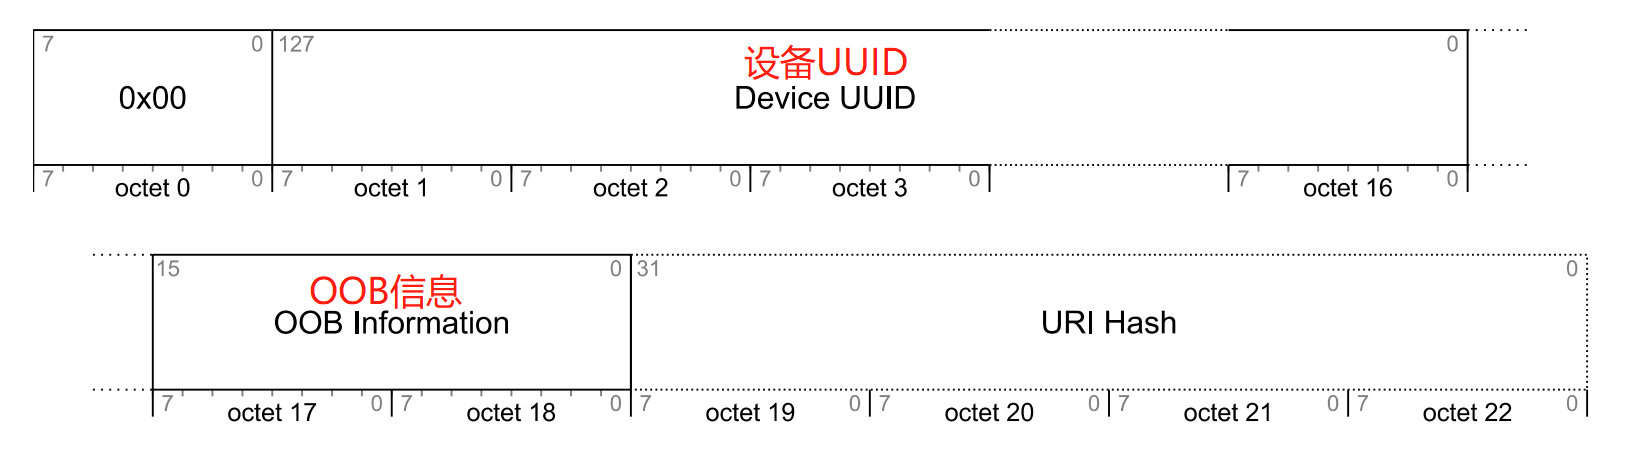 7 0 127 0
设备UUID
0x00 Device UUID
7 octet 0 0 7 octet 1 0 7 octet 2 0 7 octet 3 0 7 octet 16 0
15 0 31 0
OOB信息
OOB Information URI Hash
7 octet 17 0 7 octet 18 0 7 octet 19 0 7 octet 20 0 7 octet 21 0 7 octet 22 0